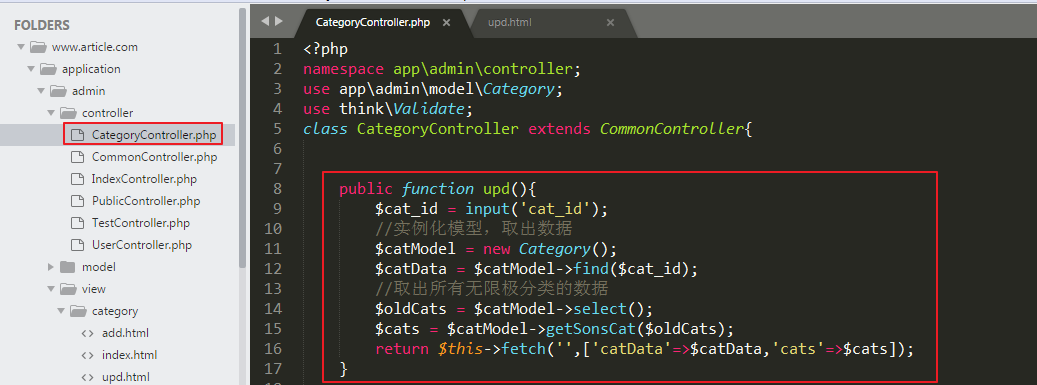 FOLDERS
www.article.com
application
admin
controller
CategoryController.php
CommonController.php
IndexController.php
PublicController.php
TestController.php
UserController.php
model
view
category
add.html
index.html
upd.html
CategoryController.php × upd.html ×
1 <?php
2 namespace app\admin\controller;
3 use app\admin\model\Category;
4 use think\Validate;
5 class CategoryController extends CommonController{
6
7
8 public function upd(){
9 $cat_id = input('cat_id');
10 //实例化模型，取出数据
11 $catModel = new Category();
12 $catData = $catModel->find($cat_id);
13 //取出所有无限极分类的数据
14 $oldCats = $catModel->select();
15 $cats = $catModel->getSonsCat($oldCats);
16 return $this->fetch('',['catData'=>$catData,'cats'=>$cats]);
17 }